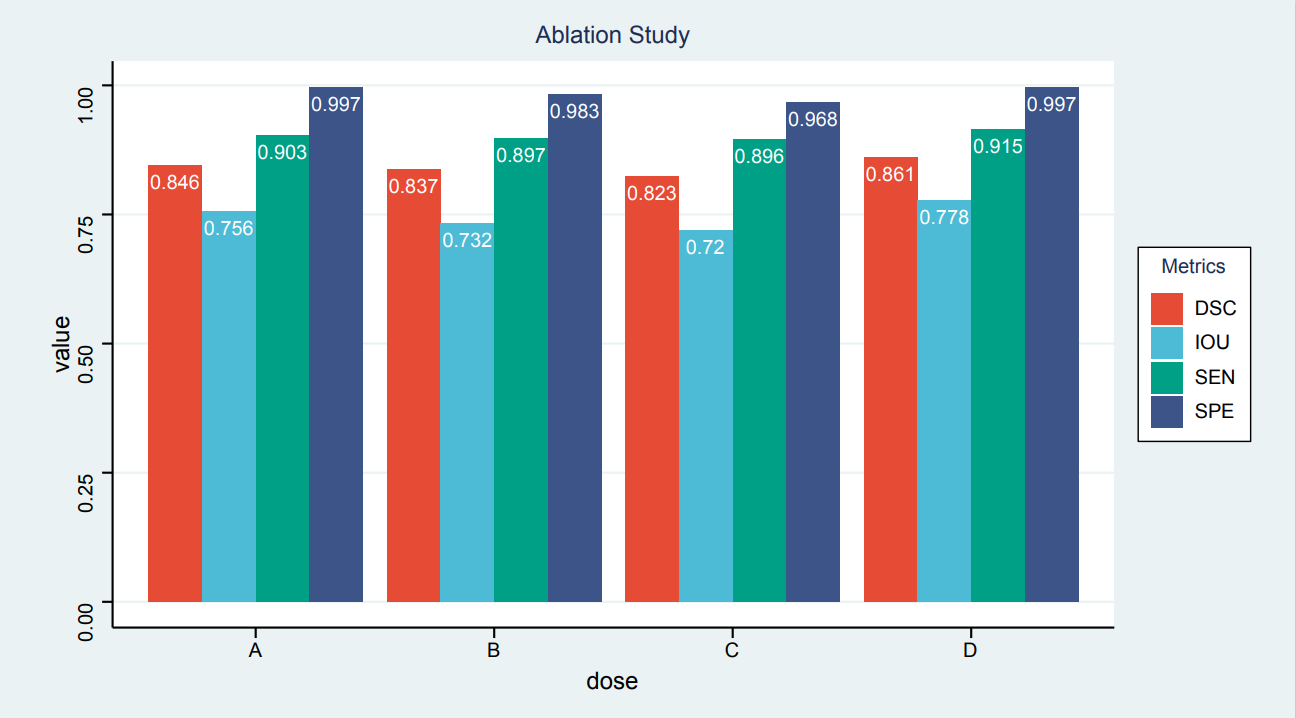 Ablation Study
value
1.00
0.75
0.50
0.25
0.00
0.846
0.756
0.903
0.997
0.837
0.732
0.897
0.983
0.823
0.72
0.896
0.968
0.861
0.778
0.915
0.997
A
B
C
D
dose
Metrics
DSC
IOU
SEN
SPE